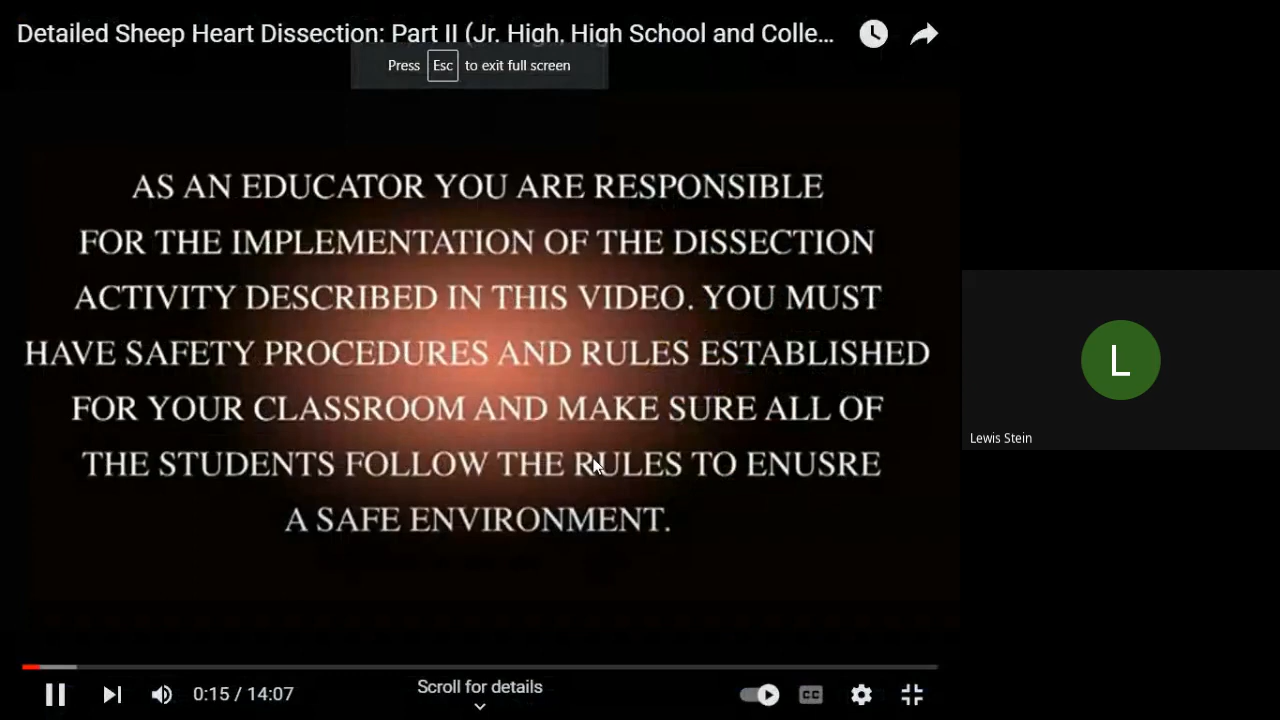 Detailed Sheep Heart Dissection: Part II (Jr. High, High School and Colle...
Press Esc to exit full screen
AS AN EDUCATOR YOU ARE RESPONSIBLE
FOR THE IMPLEMENTATION OF THE DISSECTION
ACTIVITY DESCRIBED IN THIS VIDEO. YOU MUST
HAVE SAFETY PROCEDURES AND RULES ESTABLISHED
FOR YOUR CLASSROOM AND MAKE SURE ALL OF
THE STUDENTS FOLLOW THE RULES TO ENUSRE
A SAFE ENVIRONMENT.
L
Lewis Stein
0:15 / 14:07
Scroll for details
CC